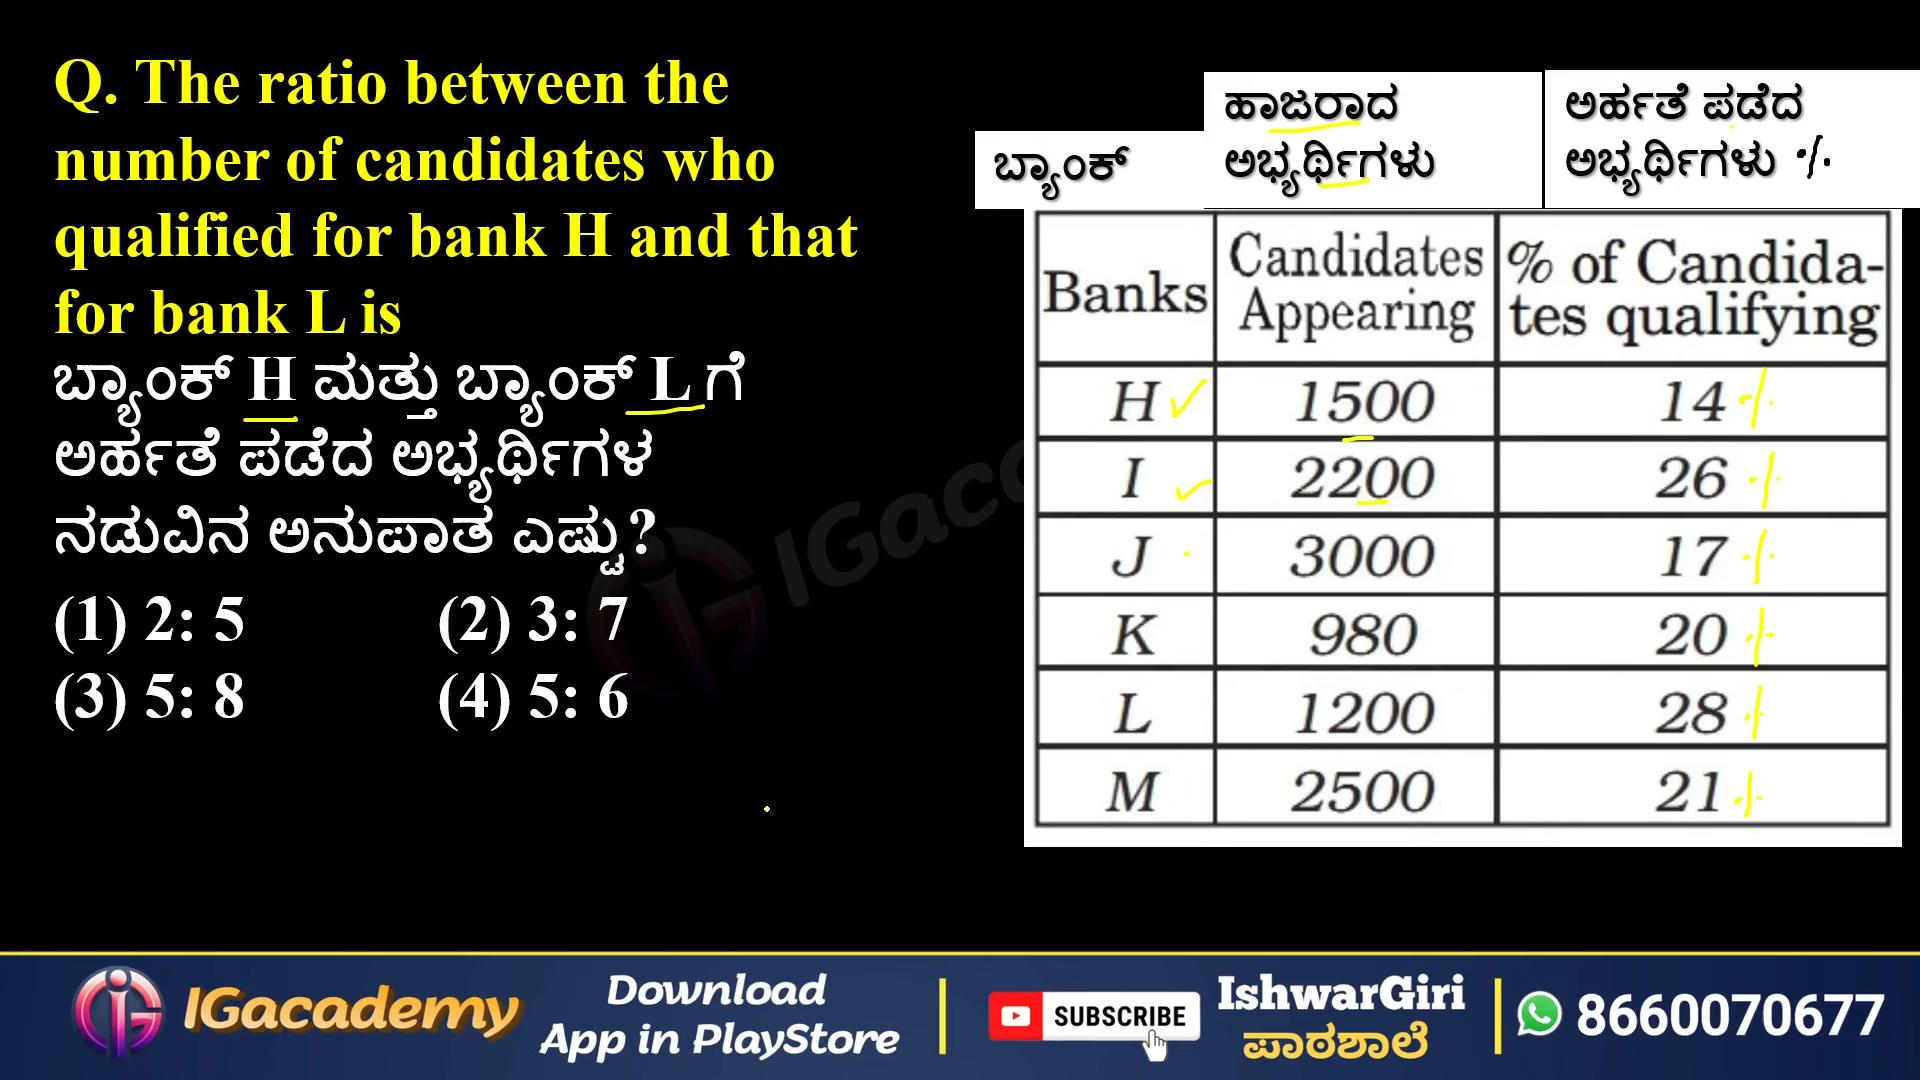 Q. The ratio between the
number of candidates who
qualified for bank H and that
for bank L is
ಬ್ಯಾಂಕ್ H ಮತ್ತು ಬ್ಯಾಂಕ್ L ಗೆ
ಅರ್ಹತೆ ಪಡೆದ ಅಭ್ಯರ್ಥಿಗಳ
ನಡುವಿನ ಅನುಪಾತ ಎಷ್ಟು?
(1) 2: 5 (2) 3: 7
(3) 5: 8 (4) 5: 6
ಬ್ಯಾಂಕ್
ಹಾಜರಾದ
ಅಭ್ಯರ್ಥಿಗಳು
ಅರ್ಹತೆ ಪಡೆದ
ಅಭ್ಯರ್ಥಿಗಳು %
Banks
Candidates
Appearing
% of Candida-
tes qualifying
H 1500 14 %
I 2200 26 %
J 3000 17 %
K 980 20 %
L 1200 28 %
M 2500 21 %
IGaca
IGacademy
Download
App in PlayStore
SUBSCRIBE
IshwarGiri
ಪಾಠಶಾಲೆ
8660070677